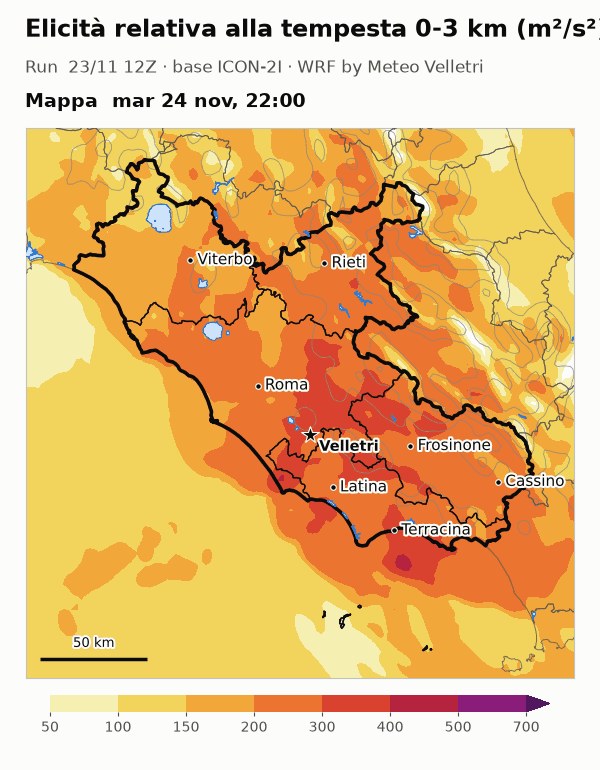 Elicità relativa alla tempesta 0-3 km (m²/s²)
Run 23/11 12Z · base ICON-2I · WRF by Meteo Velletri
Mappa mar 24 nov, 22:00
Viterbo
Rieti
Roma
Velletri
Frosinone
Cassino
Latina
Terracina
50 km
50 100 150 200 300 400 500 700